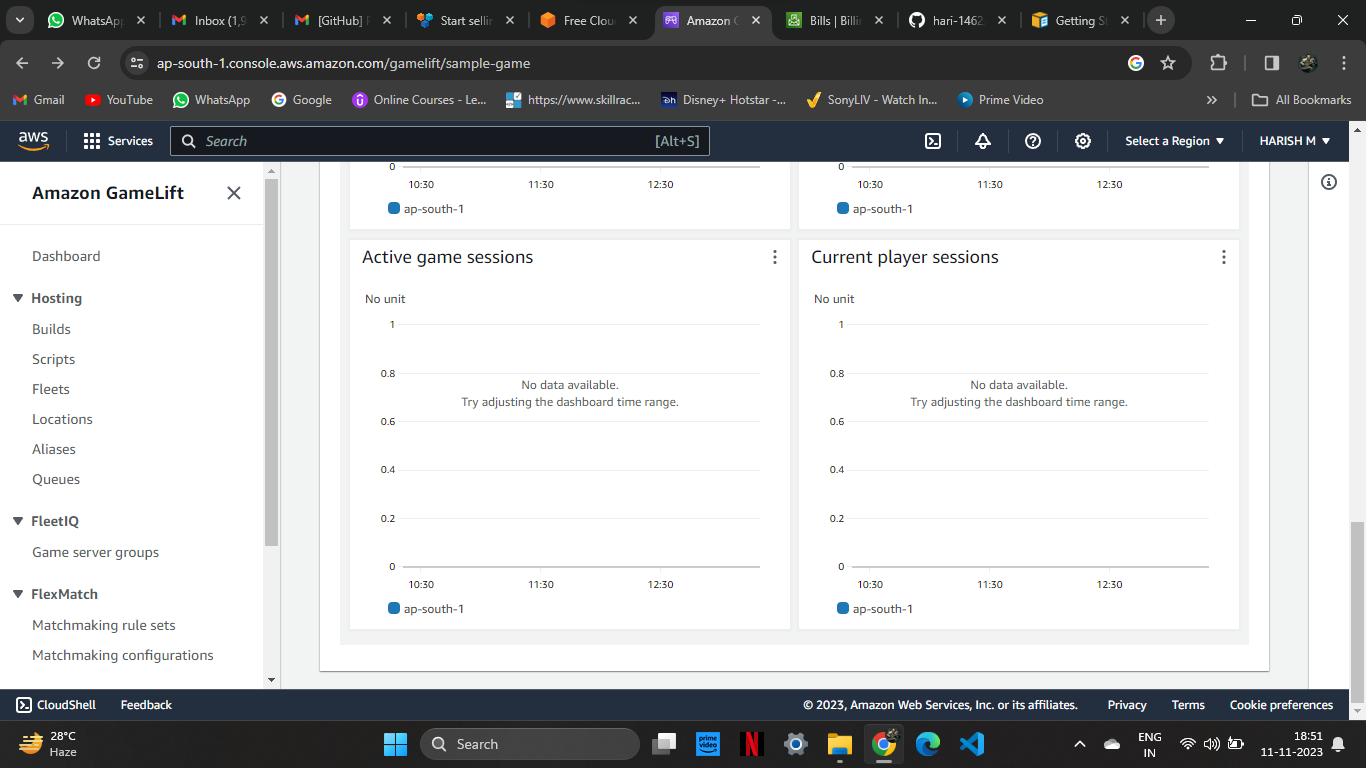 WhatsApp
Inbox (1,9
[GitHub] F
Start sellin
Free Clou
Amazon G
Bills | Billin
hari-1462
Getting St
ap-south-1.console.aws.amazon.com/gamelift/sample-game
Gmail
YouTube
WhatsApp
Google
Online Courses - Le...
https://www.skillrac...
Disney+ Hotstar -...
SonyLIV - Watch In...
Prime Video
All Bookmarks
aws
Services
Search
[Alt+S]
Select a Region
HARISH M
Amazon GameLift
Dashboard
Hosting
Builds
Scripts
Fleets
Locations
Aliases
Queues
FleetIQ
Game server groups
FlexMatch
Matchmaking rule sets
Matchmaking configurations
0
10:30 11:30 12:30
ap-south-1
0
10:30 11:30 12:30
ap-south-1
Active game sessions
No unit
1
0.8
No data available.
Try adjusting the dashboard time range.
0.6
0.4
0.2
0
10:30 11:30 12:30
ap-south-1
Current player sessions
No unit
1
0.8
No data available.
Try adjusting the dashboard time range.
0.6
0.4
0.2
0
10:30 11:30 12:30
ap-south-1
CloudShell
Feedback
© 2023, Amazon Web Services, Inc. or its affiliates.
Privacy
Terms
Cookie preferences
28°C
Haze
Search
prime video
ENG
IN
18:51
11-11-2023